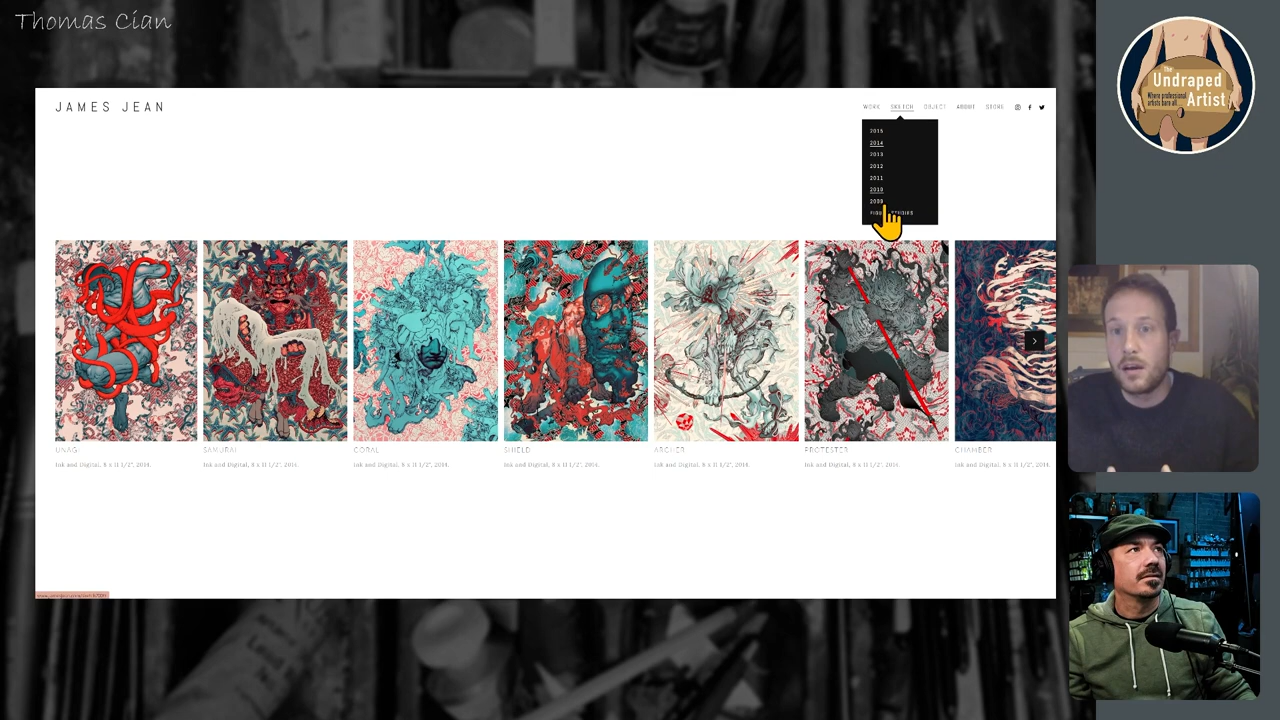 Thomas Cian
The
Undraped
Where professional
artists bare all...
Artist
JAMES JEAN
WORK SKETCH OBJECT ABOUT STORE
2015
2014
2013
2012
2011
2010
2009
UNAGI SAMURAI CORAL SHIELD ARCHER PROTESTER CHAMBER
Ink and Digital, 8 x 11 1/2", 2014. Ink and Digital, 8 x 11 1/2", 2014. Ink and Digital, 8 x 11 1/2", 2014. Ink and Digital, 8 x 11 1/2", 2014. Ink and Digital, 8 x 11 1/2", 2014. Ink and Digital, 8 x 11 1/2", 2014. Ink and Digital, 8 x 11 1/2", 2014.